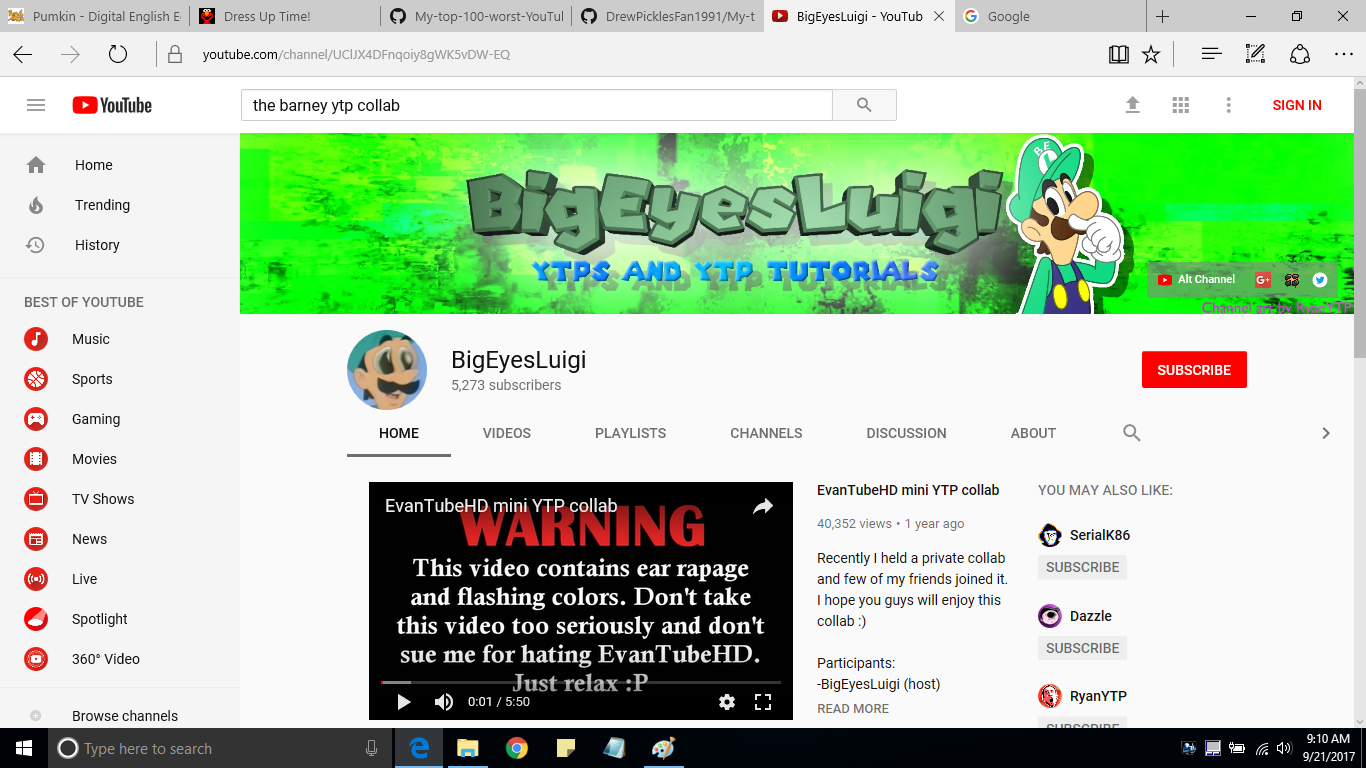 Pumkin - Digital English E
Dress Up Time!
My-top-100-worst-YouTul
DrewPicklesFan1991/My-t
BigEyesLuigi - YouTub
Google
youtube.com/channel/UClJX4DFnqoiy8gWK5vDW-EQ
YouTube
the barney ytp collab
SIGN IN
Home
Trending
History
BEST OF YOUTUBE
Music
Sports
Gaming
Movies
TV Shows
News
Live
Spotlight
360° Video
Browse channels
BigEyesLuigi
YTPS AND YTP TUTORIALS
BEL
Alt Channel
G+
Channel art by RyanYTP
BigEyesLuigi
5,273 subscribers
SUBSCRIBE
HOME
VIDEOS
PLAYLISTS
CHANNELS
DISCUSSION
ABOUT
EvanTubeHD mini YTP collab
WARNING
This video contains ear rapage
and flashing colors. Don't take
this video too seriously and don't
sue me for hating EvanTubeHD.
Just relax :P
0:01 / 5:50
EvanTubeHD mini YTP collab
40,352 views • 1 year ago
Recently I held a private collab
and few of my friends joined it.
I hope you guys will enjoy this
collab :)
Participants:
-BigEyesLuigi (host)
READ MORE
YOU MAY ALSO LIKE:
SerialK86
SUBSCRIBE
Dazzle
SUBSCRIBE
RyanYTP
SUBSCRIBE
Type here to search
9:10 AM
9/21/2017